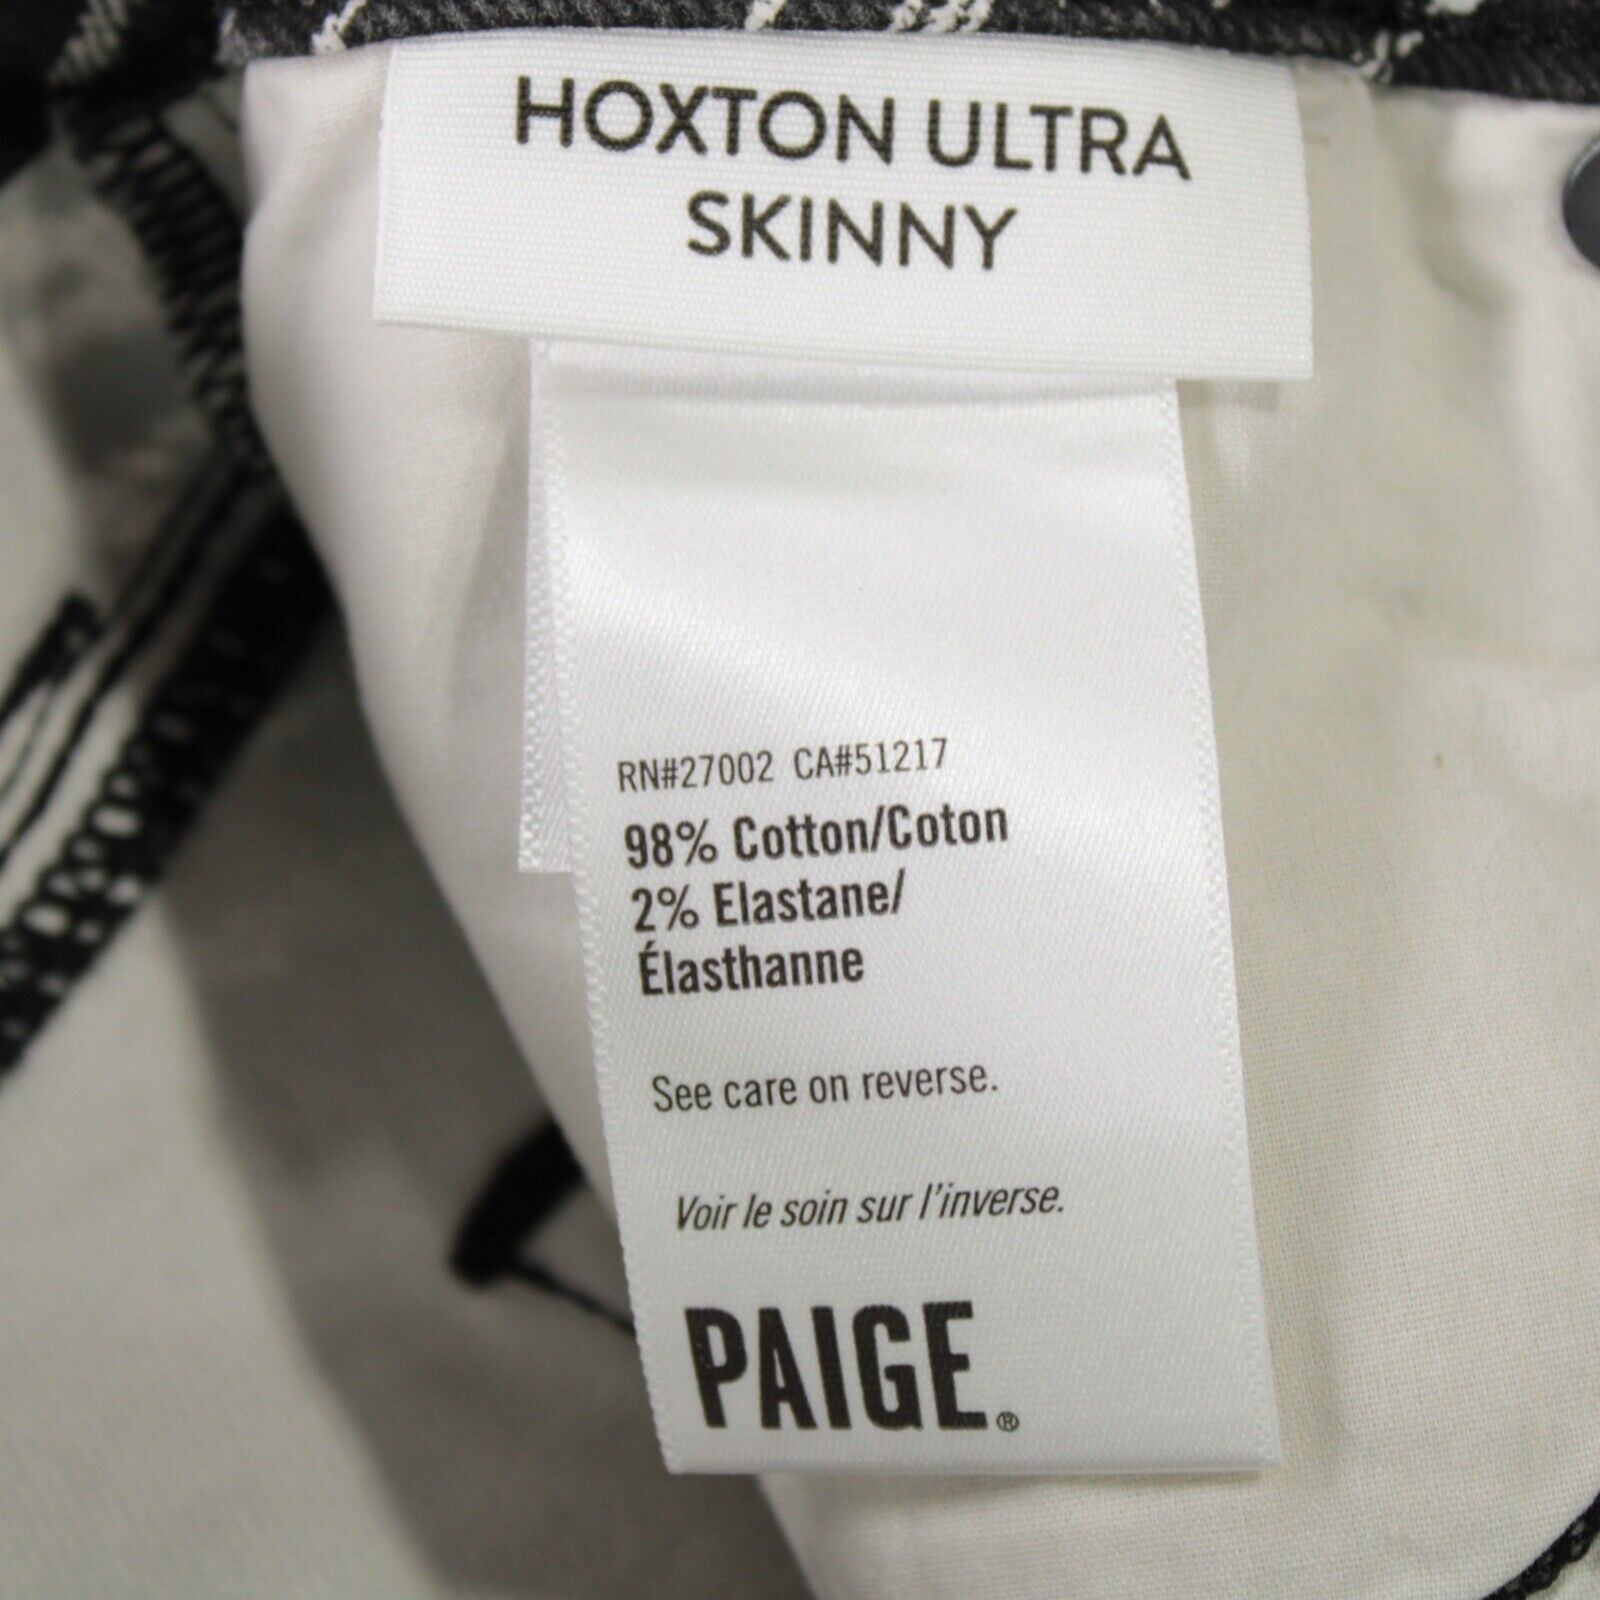 HOXTON ULTRA
SKINNY
RN#27002 CA#51217
98% Cotton/Coton
2% Elastane/
Élasthanne
See care on reverse.
Voir le soin sur l'inverse.
PAIGE®